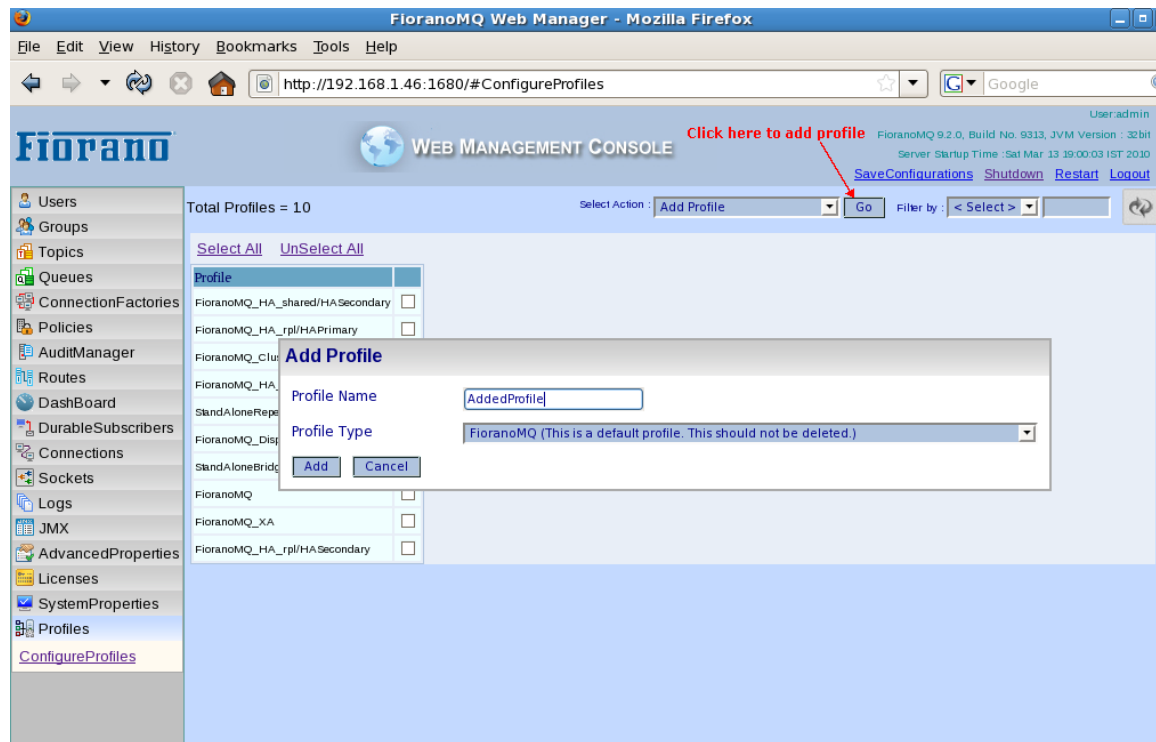 FioranoMQ Web Manager - Mozilla Firefox
File Edit View History Bookmarks Tools Help
http://192.168.1.46:1680/#ConfigureProfiles
G Google
User:admin
Fiorano
WEB MANAGEMENT CONSOLE
Click here to add profile
FioranoMQ 9.2.0, Build No. 9313, JVM Version : 32bit
Server Startup Time :Sat Mar 13 19:00:03 IST 2010
SaveConfigurations Shutdown Restart Logout
Users
Groups
Topics
Queues
ConnectionFactories
Policies
AuditManager
Routes
DashBoard
DurableSubscribers
Connections
Sockets
Logs
JMX
AdvancedProperties
Licenses
SystemProperties
Profiles
ConfigureProfiles
Total Profiles = 10
Select Action : Add Profile Go Filter by : < Select >
Select All UnSelect All
Profile
FioranoMQ_HA_shared/HASecondary
FioranoMQ_HA_rpl/HAPrimary
FioranoMQ_Clu
FioranoMQ_HA_
StandAloneRepe
FioranoMQ_Disp
StandAloneBridg
FioranoMQ
FioranoMQ_XA
FioranoMQ_HA_rpl/HASecondary
Add Profile
Profile Name AddedProfile
Profile Type FioranoMQ (This is a default profile. This should not be deleted.)
Add Cancel